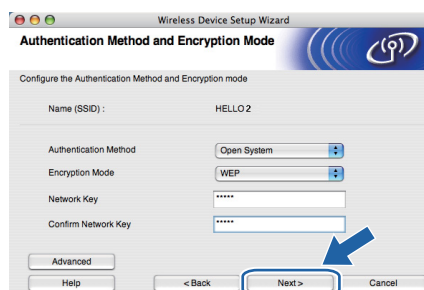 Wireless Device Setup Wizard
Authentication Method and Encryption Mode
Configure the Authentication Method and Encryption mode
Name (SSID) : HELLO 2
Authentication Method Open System
Encryption Mode WEP
Network Key *****
Confirm Network Key *****
Advanced
Help < Back Next > Cancel